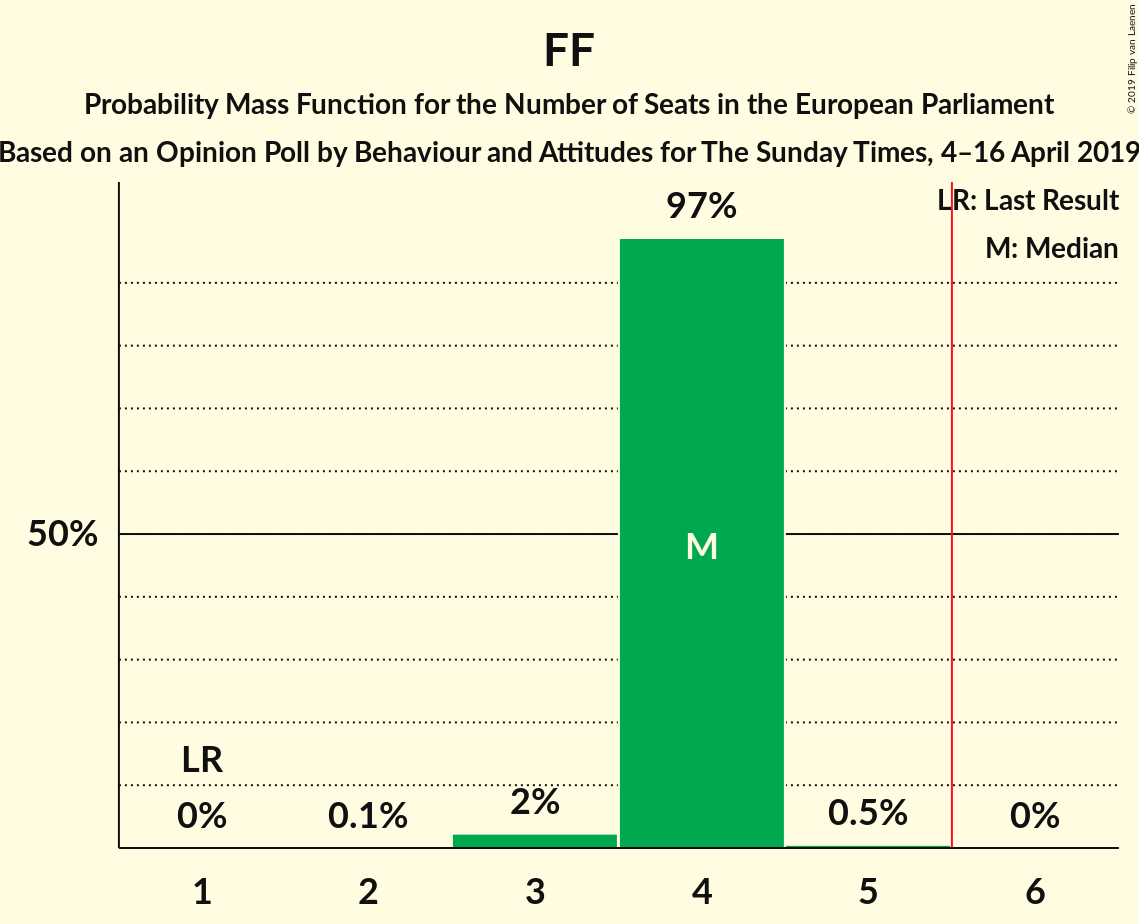 FF
Probability Mass Function for the Number of Seats in the European Parliament
Based on an Opinion Poll by Behaviour and Attitudes for The Sunday Times, 4–16 April 2019
© 2019 Filip van Laenen
LR: Last Result
M: Median
97%
50%
M
LR
0%
0.1%
2%
0.5%
0%
1 2 3 4 5 6